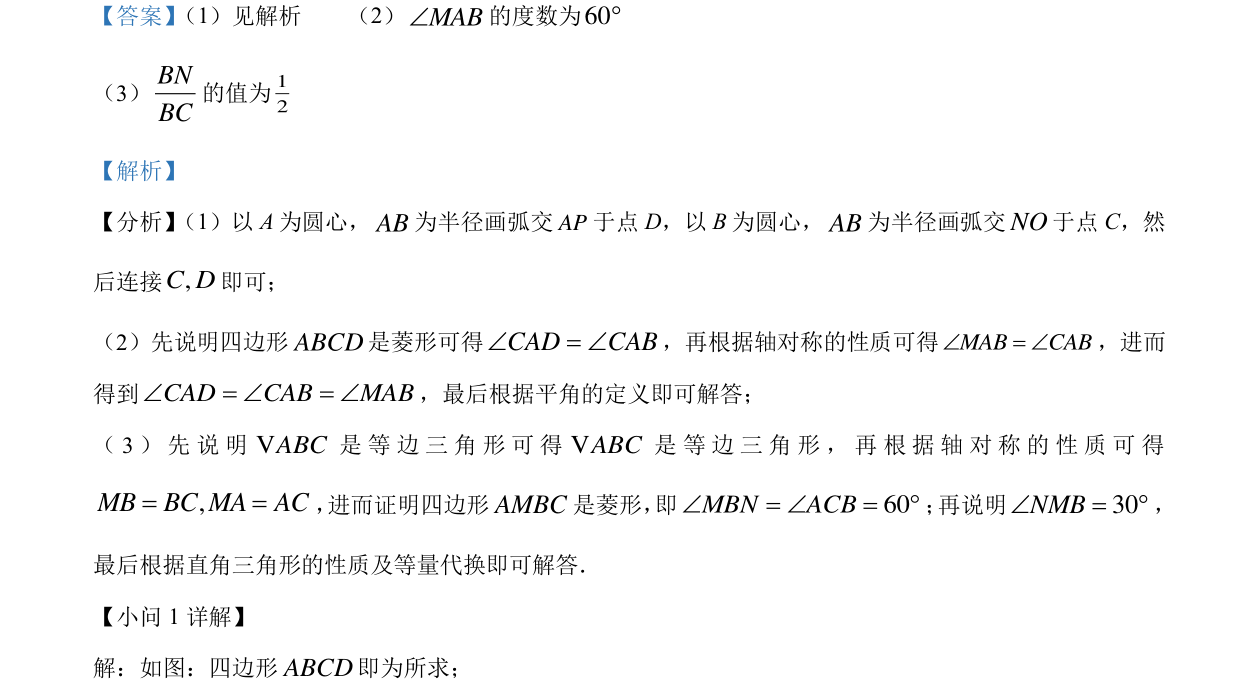 【答案】（1）见解析 （2）∠MAB 的度数为60°
（3）BN/BC 的值为 1/2
【解析】
【分析】（1）以 A 为圆心， AB 为半径画弧交 AP 于点 D，以 B 为圆心， AB 为半径画弧交 NO 于点 C，然
后连接 C, D 即可；
（2）先说明四边形 ABCD 是菱形可得 ∠CAD = ∠CAB ，再根据轴对称的性质可得 ∠MAB = ∠CAB ，进而
得到 ∠CAD = ∠CAB = ∠MAB ，最后根据平角的定义即可解答；
（3）先说明 VABC 是等边三角形可得 VABC 是等边三角形，再根据轴对称的性质可得
MB = BC, MA = AC ，进而证明四边形 AMBC 是菱形，即 ∠MBN = ∠ACB = 60° ；再说明 ∠NMB = 30° ，
最后根据直角三角形的性质及等量代换即可解答．
【小问 1 详解】
解：如图：四边形 ABCD 即为所求；